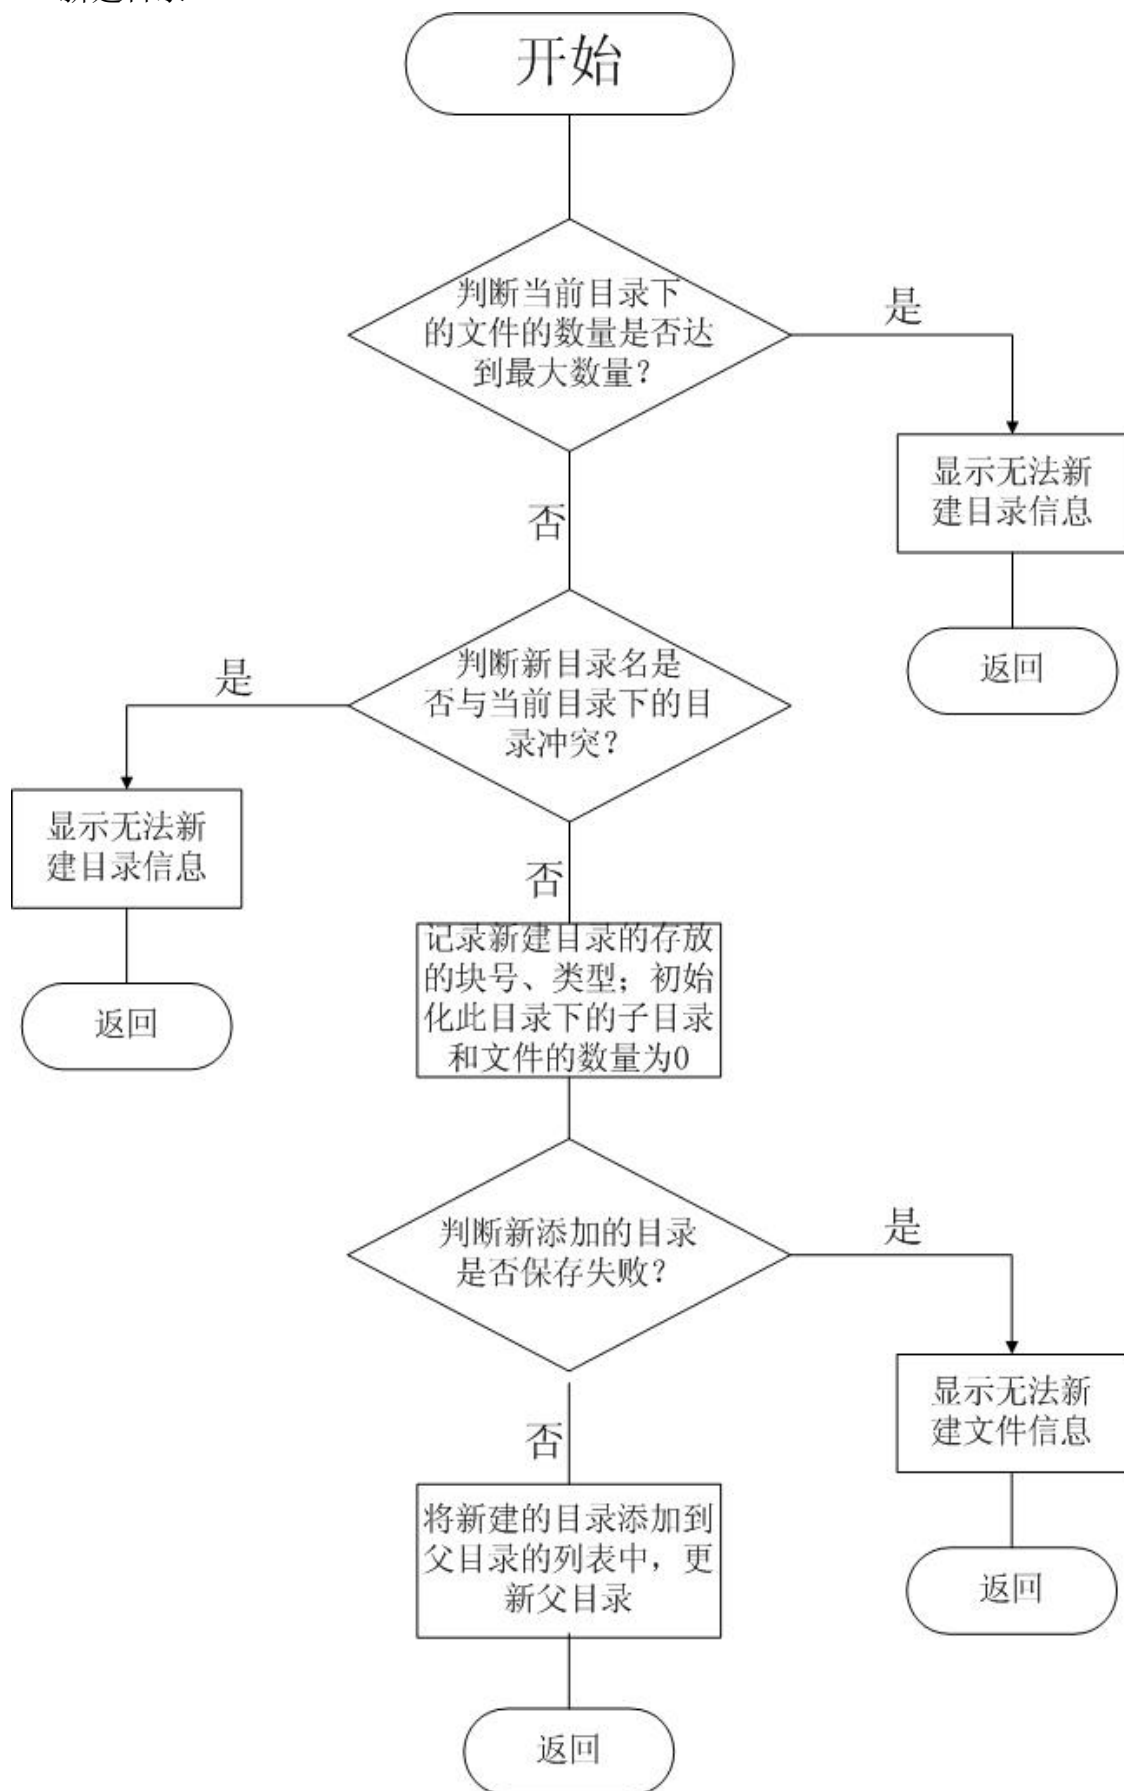 开始
判断当前目录下
的文件的数量是否达
到最大数量？
是
显示无法新
建目录信息
返回
否
判断新目录名是
否与当前目录下的目
录冲突？
是
显示无法新
建目录信息
返回
否
记录新建目录的存放
的块号、类型；初始
化此目录下的子目录
和文件的数量为0
判断新添加的目录
是否保存失败？
是
显示无法新
建文件信息
返回
否
将新建的目录添加到
父目录的列表中，更
新父目录
返回